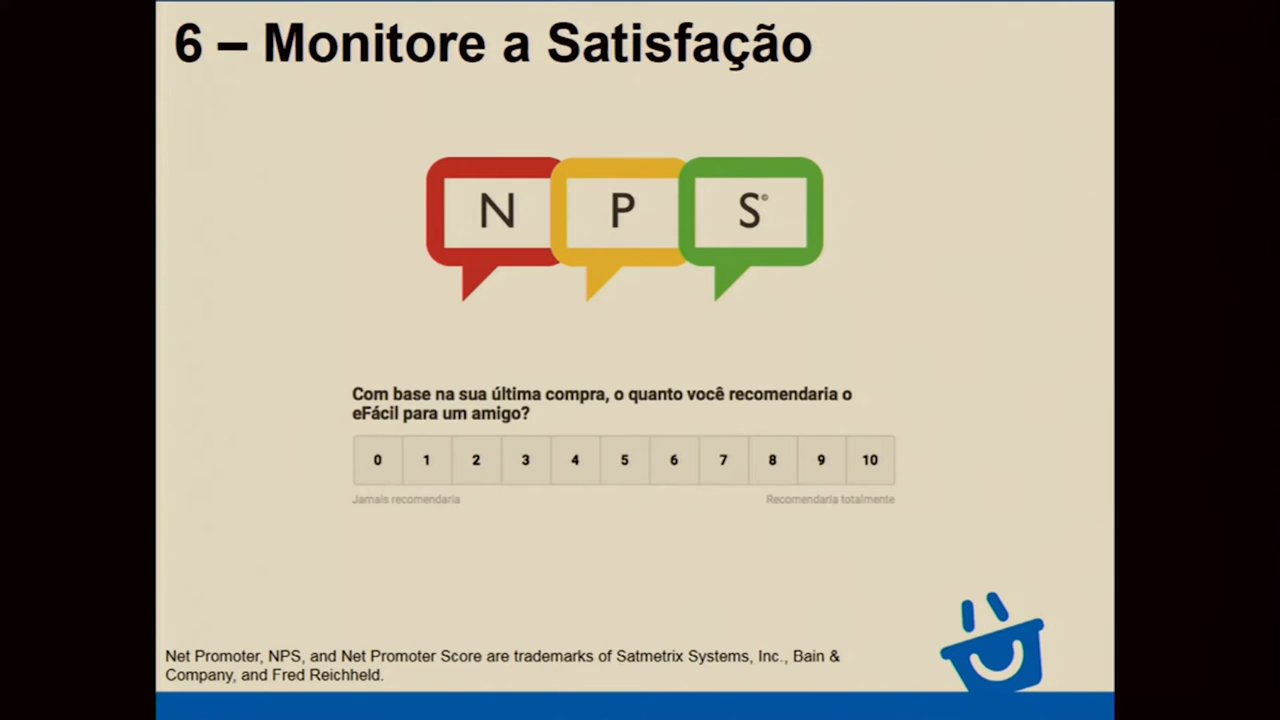 6 – Monitore a Satisfação
N P S©
Com base na sua última compra, o quanto você recomendaria o
eFácil para um amigo?
0 1 2 3 4 5 6 7 8 9 10
Jamais recomendaria Recomendaria totalmente
Net Promoter, NPS, and Net Promoter Score are trademarks of Satmetrix Systems, Inc., Bain &
Company, and Fred Reichheld.